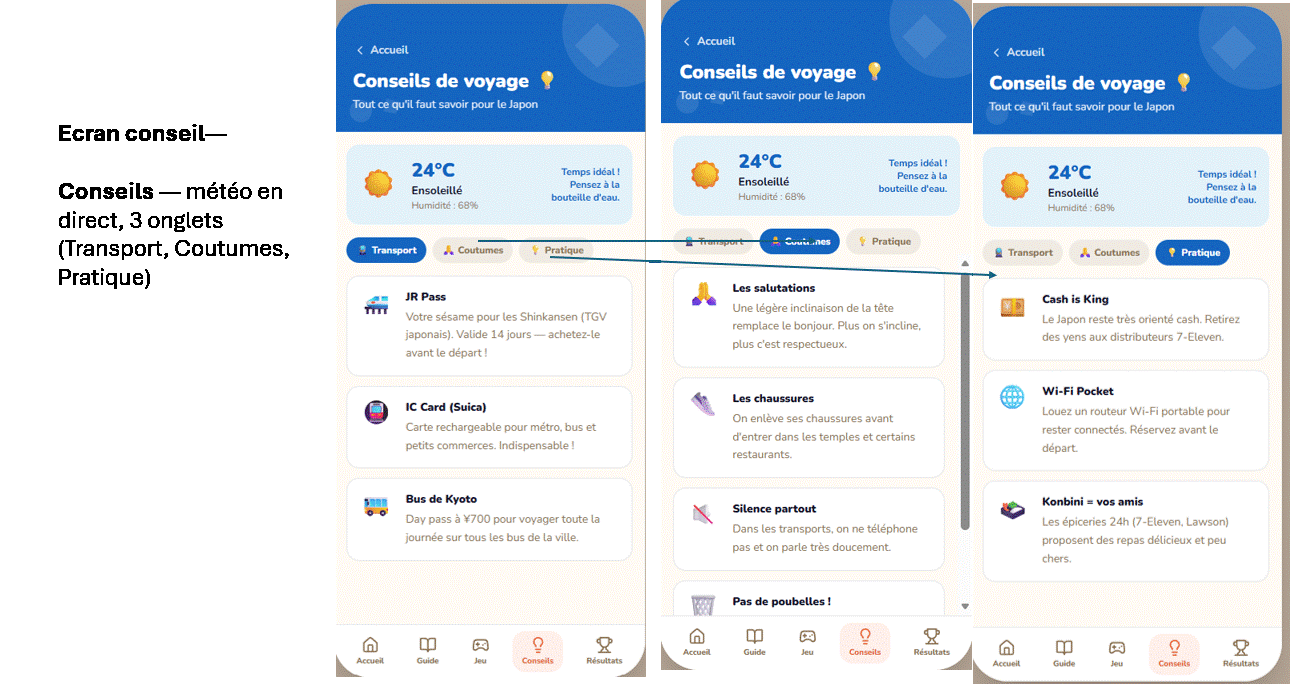 Ecran conseil—
Conseils — météo en
direct, 3 onglets
(Transport, Coutumes,
Pratique)
Accueil
Conseils de voyage
Tout ce qu'il faut savoir pour le Japon
24°C
Ensoleillé
Humidité : 68%
Temps idéal !
Pensez à la
bouteille d'eau.
Transport
Coutumes
Pratique
JR Pass
Votre sésame pour les Shinkansen (TGV
japonais). Valide 14 jours — achetez-le
avant le départ !
IC Card (Suica)
Carte rechargeable pour métro, bus et
petits commerces. Indispensable !
Bus de Kyoto
Day pass à ¥700 pour voyager toute la
journée sur tous les bus de la ville.
Accueil
Guide
Jeu
Conseils
Résultats
Accueil
Conseils de voyage
Tout ce qu'il faut savoir pour le Japon
24°C
Ensoleillé
Humidité : 68%
Temps idéal !
Pensez à la
bouteille d'eau.
Transport
Coutumes
Pratique
Les salutations
Une légère inclinaison de la tête
remplace le bonjour. Plus on s'incline,
plus c'est respectueux.
Les chaussures
On enlève ses chaussures avant
d'entrer dans les temples et certains
restaurants.
Silence partout
Dans les transports, on ne téléphone
pas et on parle très doucement.
Pas de poubelles !
Accueil
Guide
Jeu
Conseils
Résultats
Accueil
Conseils de voyage
Tout ce qu'il faut savoir pour le Japon
24°C
Ensoleillé
Humidité : 68%
Temps idéal !
Pensez à la
bouteille d'eau.
Transport
Coutumes
Pratique
Cash is King
Le Japon reste très orienté cash. Retirez
des yens aux distributeurs 7-Eleven.
Wi-Fi Pocket
Louez un routeur Wi-Fi portable pour
rester connectés. Réservez avant le
départ.
Konbini = vos amis
Les épiceries 24h (7-Eleven, Lawson)
proposent des repas délicieux et peu
chers.
Accueil
Guide
Jeu
Conseils
Résultats